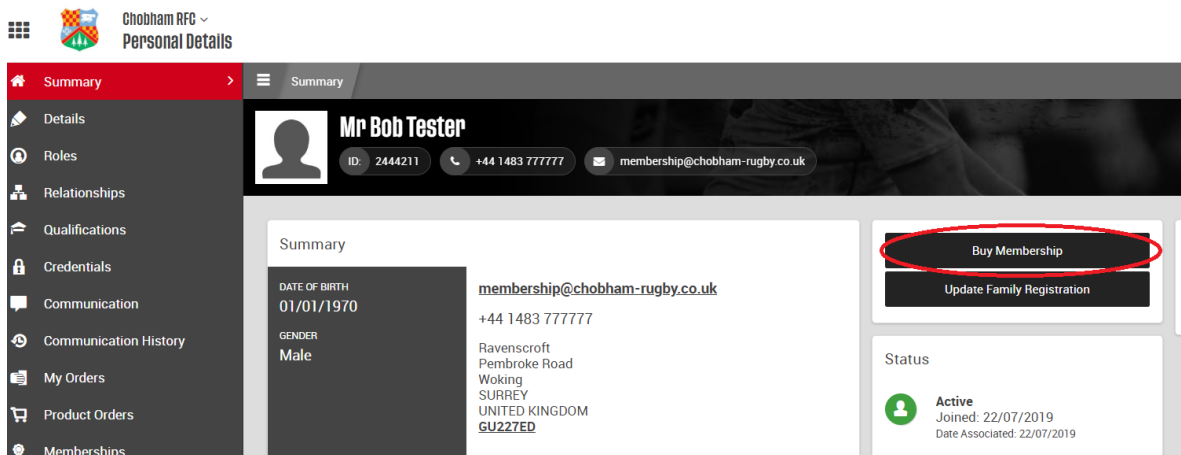 Chobham RFC
Personal Details
Summary
Details
Roles
Relationships
Qualifications
Credentials
Communication
Communication History
My Orders
Product Orders
Memberships
Summary
Mr Bob Tester
ID: 2444211
+44 1483 777777
membership@chobham-rugby.co.uk
Summary
DATE OF BIRTH
01/01/1970
GENDER
Male
membership@chobham-rugby.co.uk
+44 1483 777777
Ravenscroft
Pembroke Road
Woking
SURREY
UNITED KINGDOM
GU227ED
Buy Membership
Update Family Registration
Status
Active
Joined: 22/07/2019
Date Associated: 22/07/2019